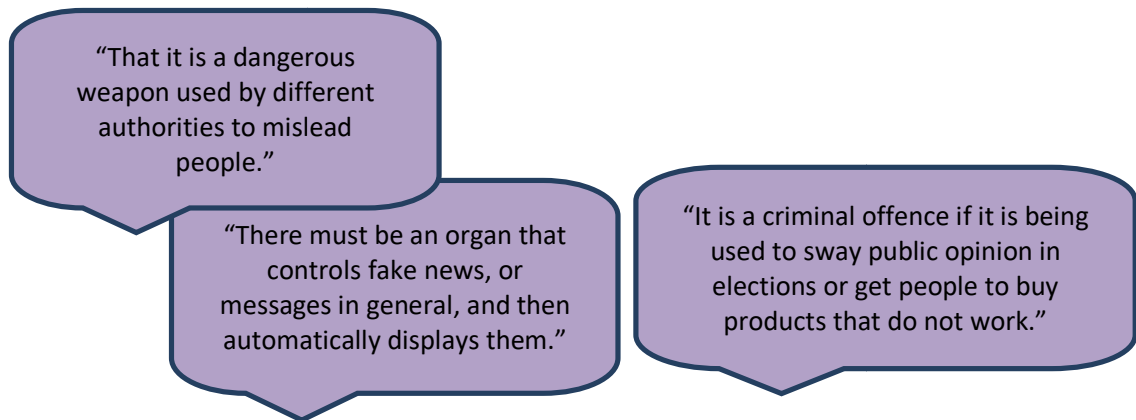 “That it is a dangerous
weapon used by different
authorities to mislead
people.”
“There must be an organ that
controls fake news, or
messages in general, and then
automatically displays them.”
“It is a criminal offence if it is being
used to sway public opinion in
elections or get people to buy
products that do not work.”